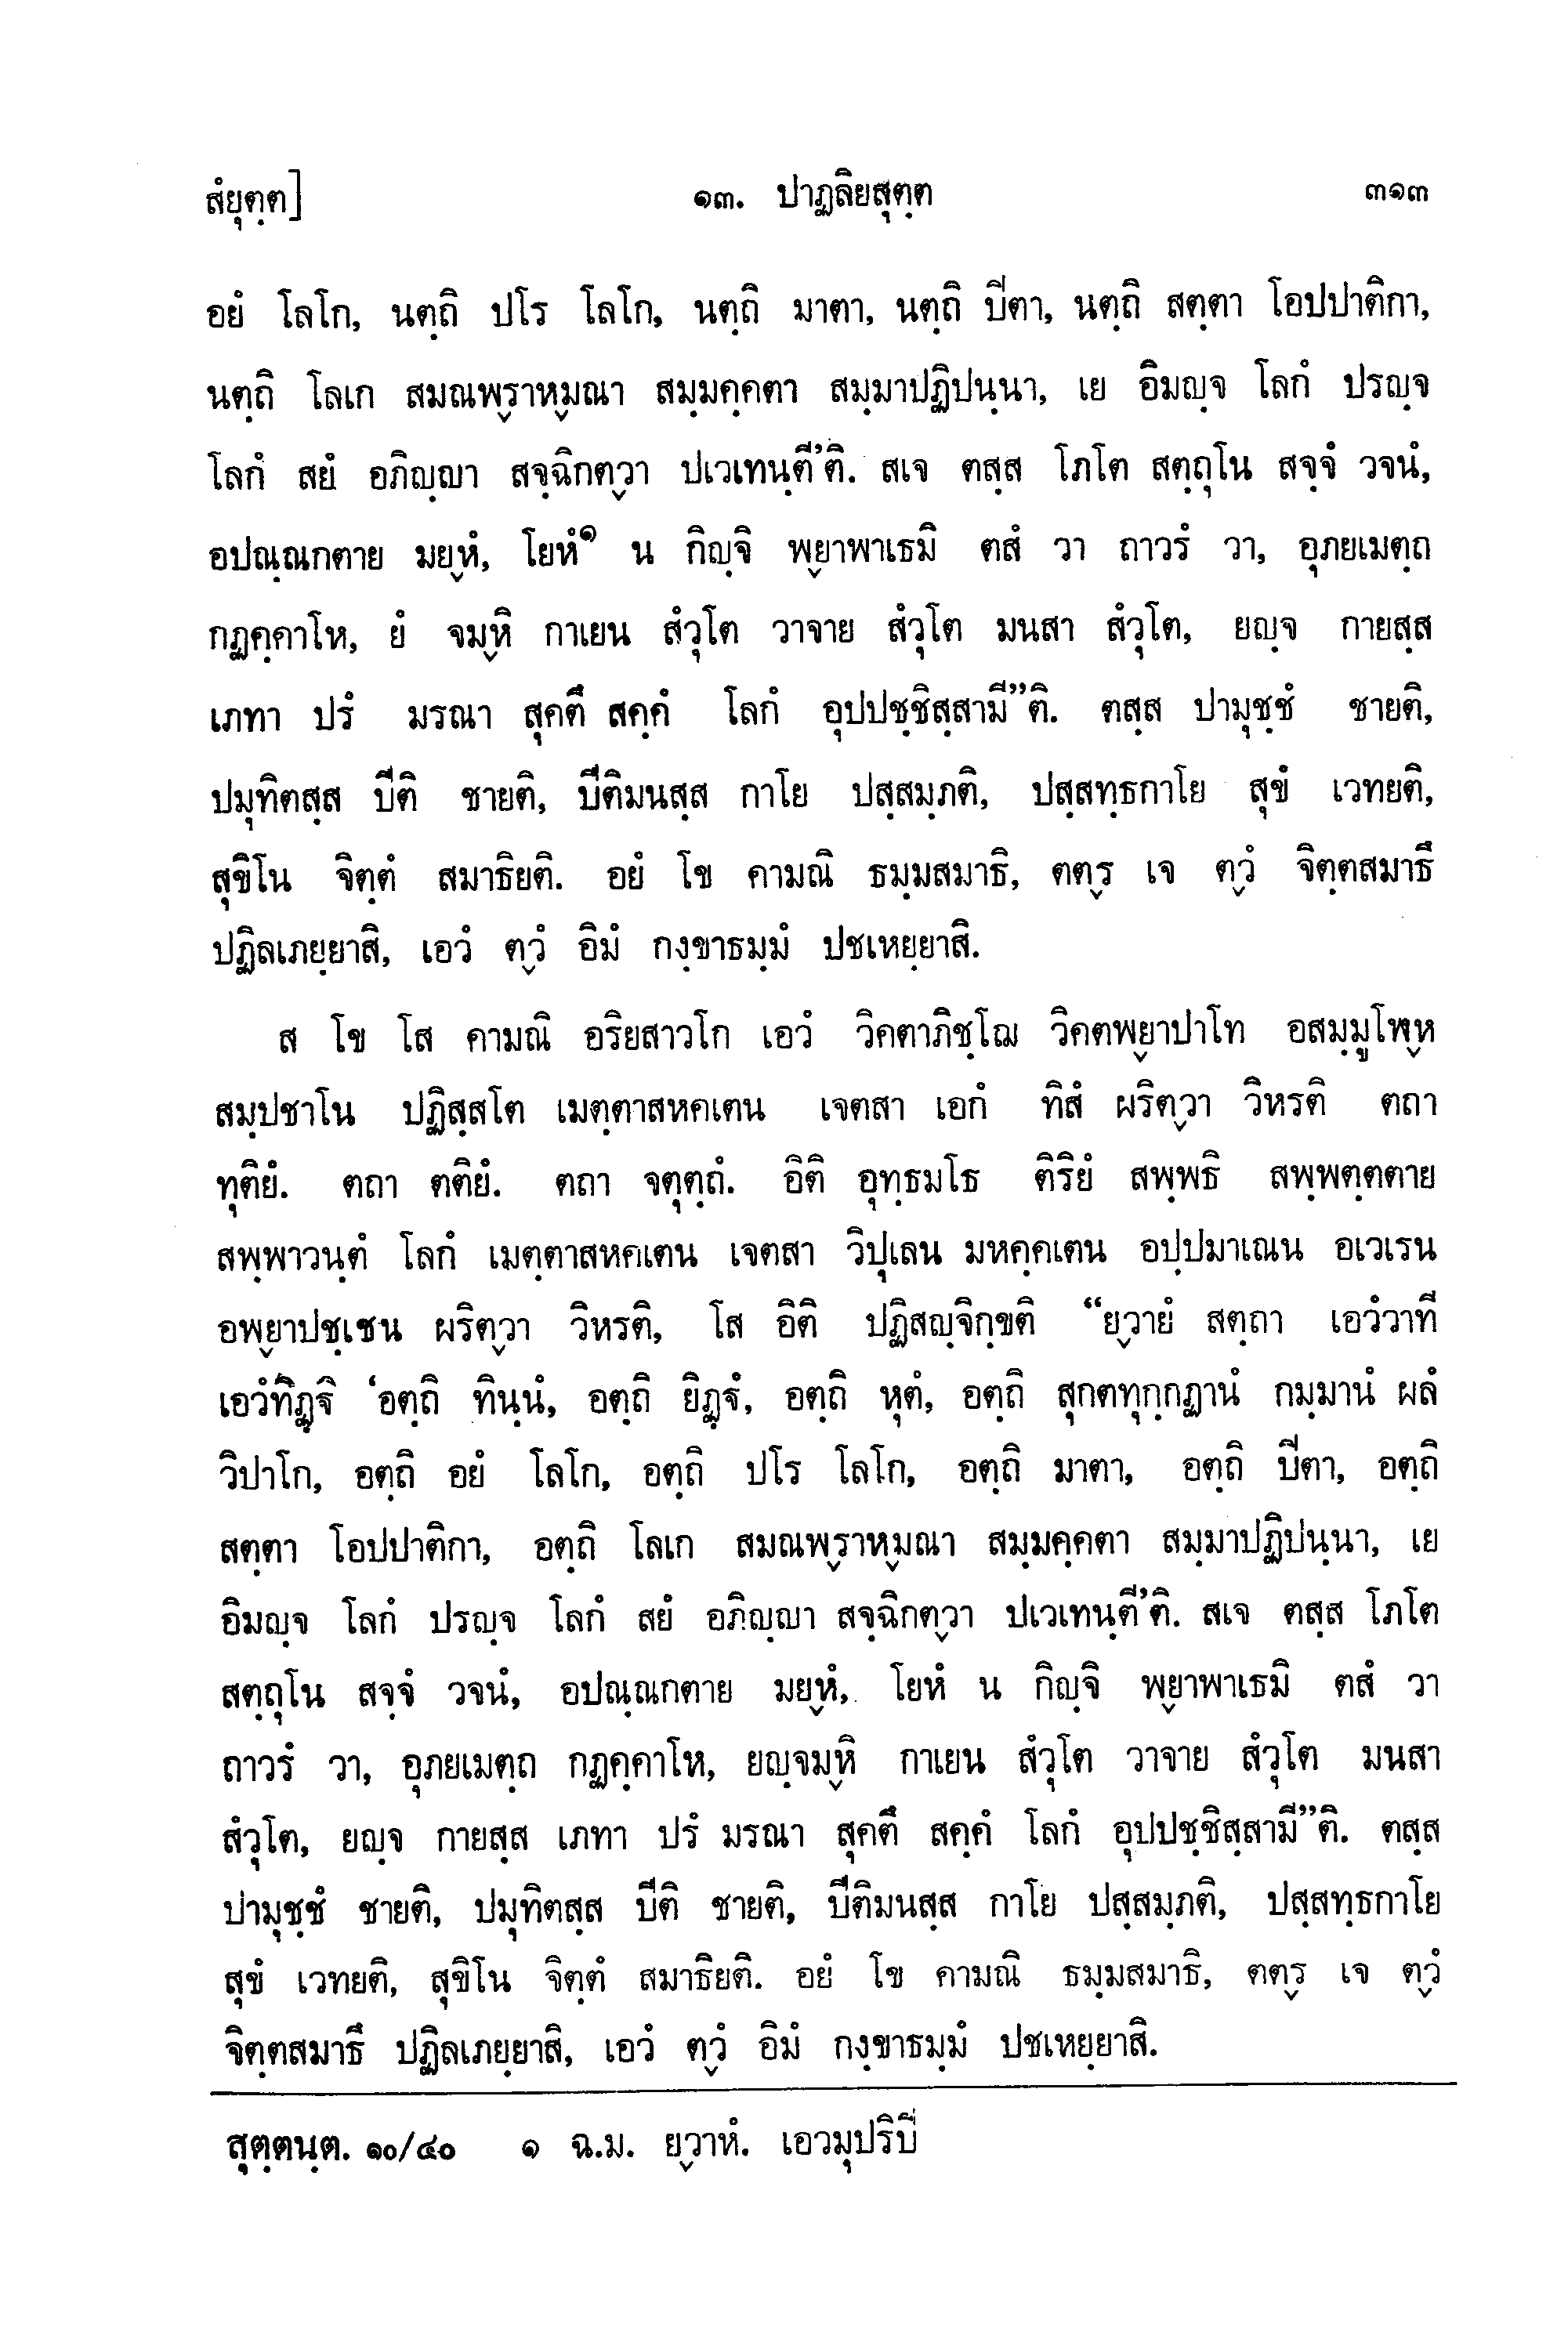 สํยุตฺต]	๑๓. ปาฏลิยสุตฺต	๓๑๓
อยํ โลโก, นตฺถิ ปโร โลโก, นตฺถิ มาตา, นตฺถิ ปิตา, นตฺถิ สตฺตา โอปปาติกา,
นตฺถิ โลเก สมณพฺราหฺมณา สมฺมคฺคตา สมฺมาปฏิปนฺนา, เย อิมญฺจ โลกํ ปรญฺจ
โลกํ สยํ อภิญฺญา สจฺฉิกตฺวา ปเวเทนฺตี’ติ. สเจ ตสฺส โภโต สตฺถุโน สจฺจํ วจนํ,
อปณฺณกตาย มยฺหํ, โยหํ๑ น กิญฺจิ พฺยาพาเธมิ ตสํ วา ถาวรํ วา, อุภยเมตฺถ
กฏคฺคาโห, ยํ จมฺหิ กาเยน สํวุโต วาจาย สํวุโต มนสา สํวุโต, ยญฺจ กายสฺส
เภทา ปรํ มรณา สุคตึ สคฺคํ โลกํ อุปปชฺชิสฺสามี”ติ. ตสฺส ปามุชฺชํ ชายติ,
ปมุทิตสฺส ปีติ ชายติ, ปีติมนสฺส กาโย ปสฺสมฺภติ, ปสฺสทฺธกาโย สุขํ เวทยติ,
สุขิโน จิตฺตํ สมาธิยติ. อยํ โข คามณิ ธมฺมสมาธิ, ตตฺร เจ ตฺวํ จิตฺตสมาธึ
ปฏิลเภยฺยาสิ, เอวํ ตฺวํ อิมํ กงฺขาธมฺมํ ปชเหยฺยาสิ.
ส โข โส คามณิ อริยสาวโก เอวํ วิคตาภิชฺโฌ วิคตพฺยาปาโท อสมฺมูโฬฺห
สมฺปชาโน ปฏิสฺสโต เมตฺตาสหคเตน เจตสา เอกํ ทิสํ ผริตฺวา วิหรติ ตถา
ทุติยํ. ตถา ตติยํ. ตถา จตุตฺถํ. อิติ อุทฺธมโธ ติริยํ สพฺพธิ สพฺพตฺตตาย
สพฺพาวนฺตํ โลกํ เมตฺตาสหคเตน เจตสา วิปุเลน มหคฺคเตน อปฺปมาเณน อเวเรน
อพฺยาปชฺเชน ผริตฺวา วิหรติ, โส อิติ ปฏิสญฺจิกฺขติ “ยฺวายํ สตฺถา เอวํวาที
เอวํทิฏฺฐิ ‘อตฺถิ ทินฺนํ, อตฺถิ ยิฏฺฐํ, อตฺถิ หุตํ, อตฺถิ สุกตทุกฺกฏานํ กมฺมานํ ผลํ
วิปาโก, อตฺถิ อยํ โลโก, อตฺถิ ปโร โลโก, อตฺถิ มาตา, อตฺถิ ปิตา, อตฺถิ
สตฺตา โอปปาติกา, อตฺถิ โลเก สมณพฺราหฺมณา สมฺมคฺคตา สมฺมาปฏิปนฺนา, เย
อิมญฺจ โลกํ ปรญฺจ โลกํ สยํ อภิญฺญา สจฺฉิกตฺวา ปเวเทนฺตี’ติ. สเจ ตสฺส โภโต
สตฺถุโน สจฺจํ วจนํ, อปณฺณกตาย มยฺหํ, โยหํ น กิญฺจิ พฺยาพาเธมิ ตสํ วา
ถาวรํ วา, อุภยเมตฺถ กฏคฺคาโห, ยญฺจมฺหิ กาเยน สํวุโต วาจาย สํวุโต มนสา
สํวุโต, ยญฺจ กายสฺส เภทา ปรํ มรณา สุคตึ สคฺคํ โลกํ อุปปชฺชิสฺสามี”ติ. ตสฺส
ปามุชฺชํ ชายติ, ปมุทิตสฺส ปีติ ชายติ, ปีติมนสฺส กาโย ปสฺสมฺภติ, ปสฺสทฺธกาโย
สุขํ เวทยติ, สุขิโน จิตฺตํ สมาธิยติ. อยํ โข คามณิ ธมฺมสมาธิ, ตตฺร เจ ตฺวํ
จิตฺตสมาธึ ปฏิลเภยฺยาสิ, เอวํ ตฺวํ อิมํ กงฺขาธมฺมํ ปชเหยฺยาสิ.
สุตฺตนฺต. ๑๐/๔๐	๑ ฉ.ม. ยฺวาหํ. เอวมุปริปิ